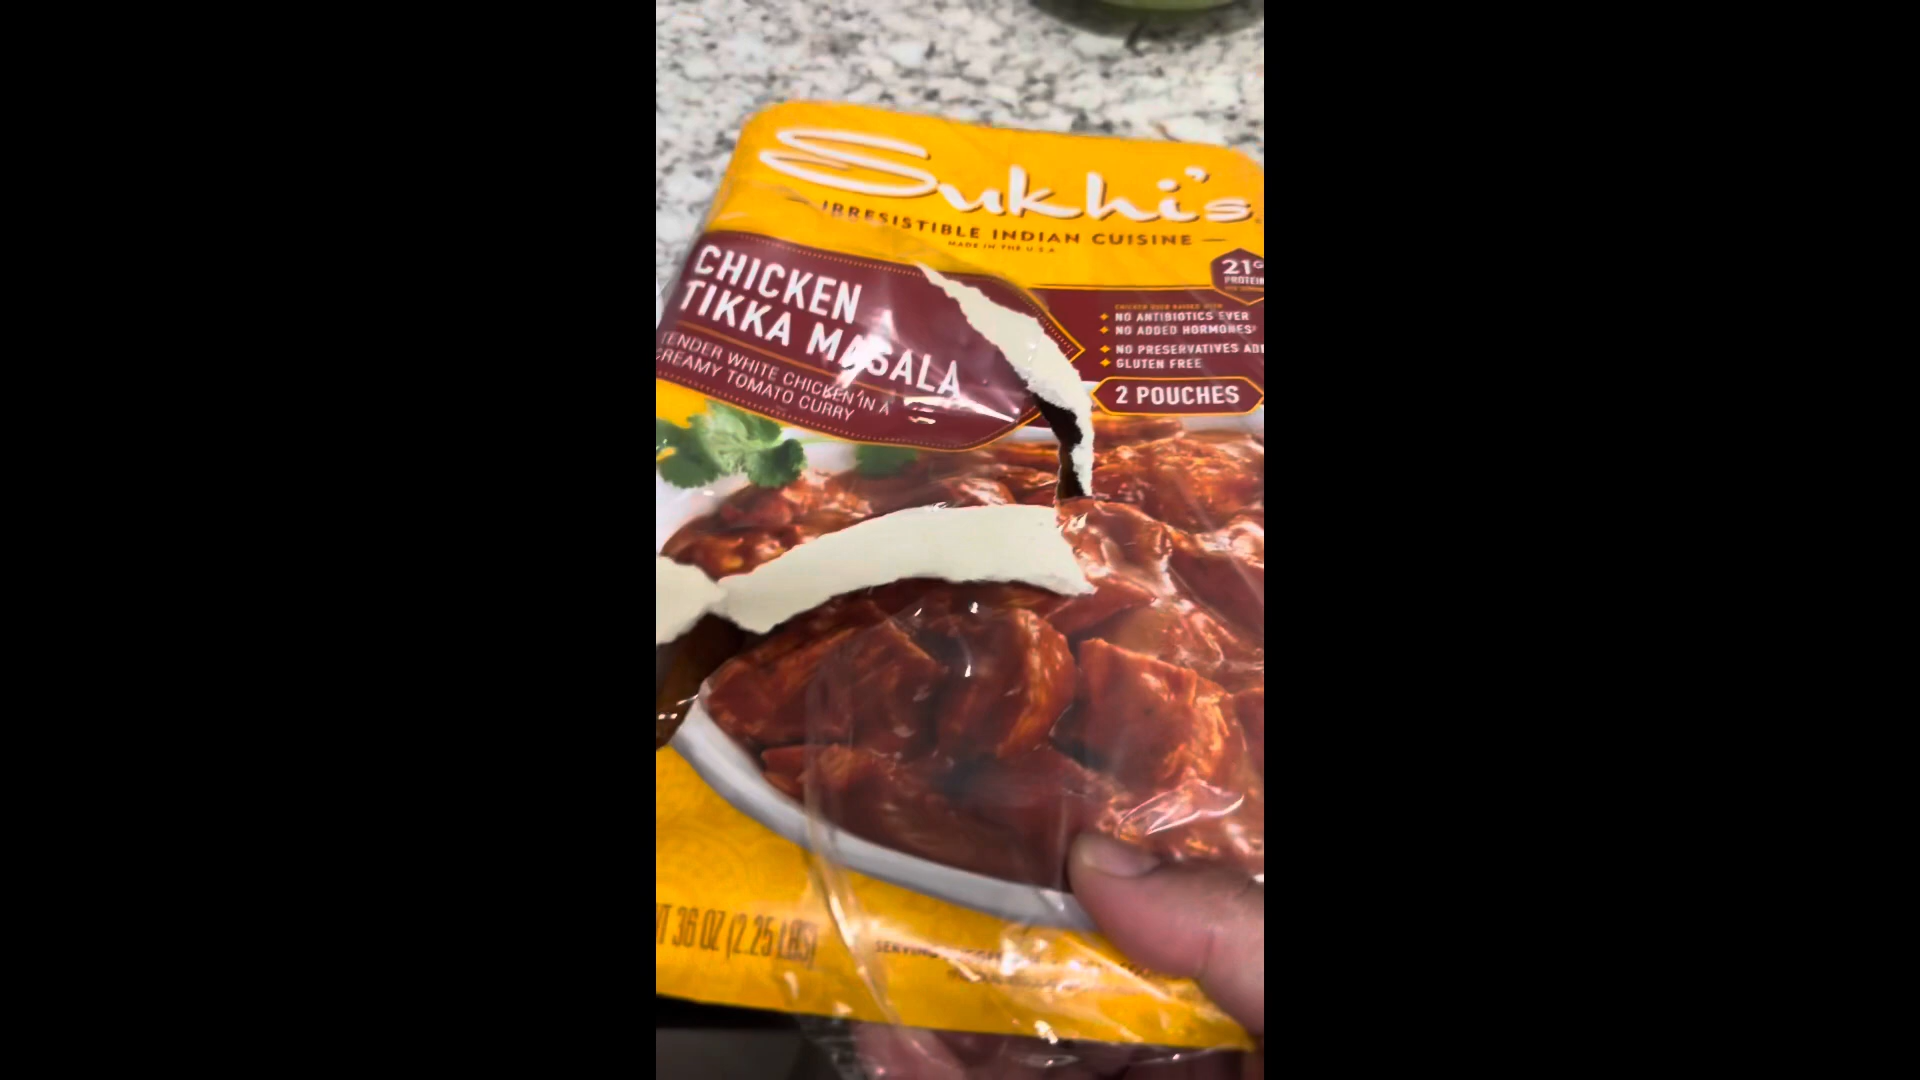 Sukhi's
IRRESISTIBLE INDIAN CUISINE
MADE IN THE U.S.A
CHICKEN
TIKKA MASALA
TENDER WHITE CHICKEN IN A
CREAMY TOMATO CURRY
21G
PROTEIN
NO ANTIBIOTICS EVER
NO ADDED HORMONES
NO PRESERVATIVES AD
GLUTEN FREE
2 POUCHES
36 OZ (2.25 LBS)